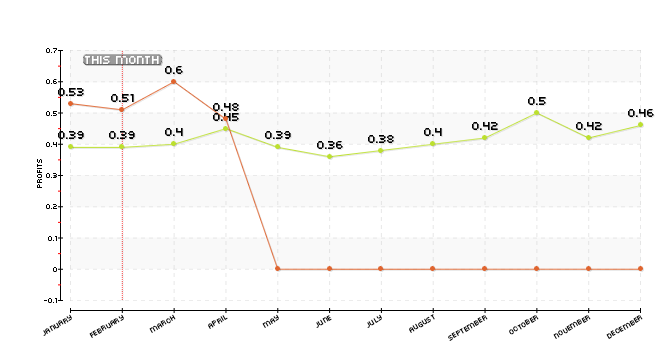 0.7
THIS MONTH
0.6
0.6
0.53
0.51
0.5
0.5
0.48
0.45
0.46
0.39
0.39
0.4
0.39
0.36
0.38
0.4
0.42
0.42
0.4
0.3
0.2
0.1
0
-0.1
PROFITS
JANUARY
FEBRUARY
MARCH
APRIL
MAY
JUNE
JULY
AUGUST
SEPTEMBER
OCTOBER
NOVEMBER
DECEMBER